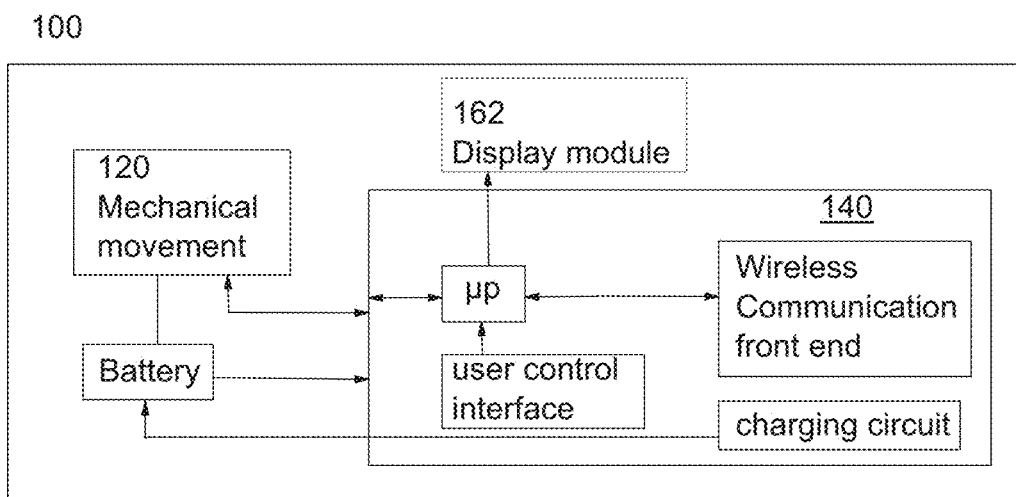 100
162
Display module
120
Mechanical
movement
140
µp
Wireless
Communication
front end
Battery
user control
interface
charging circuit